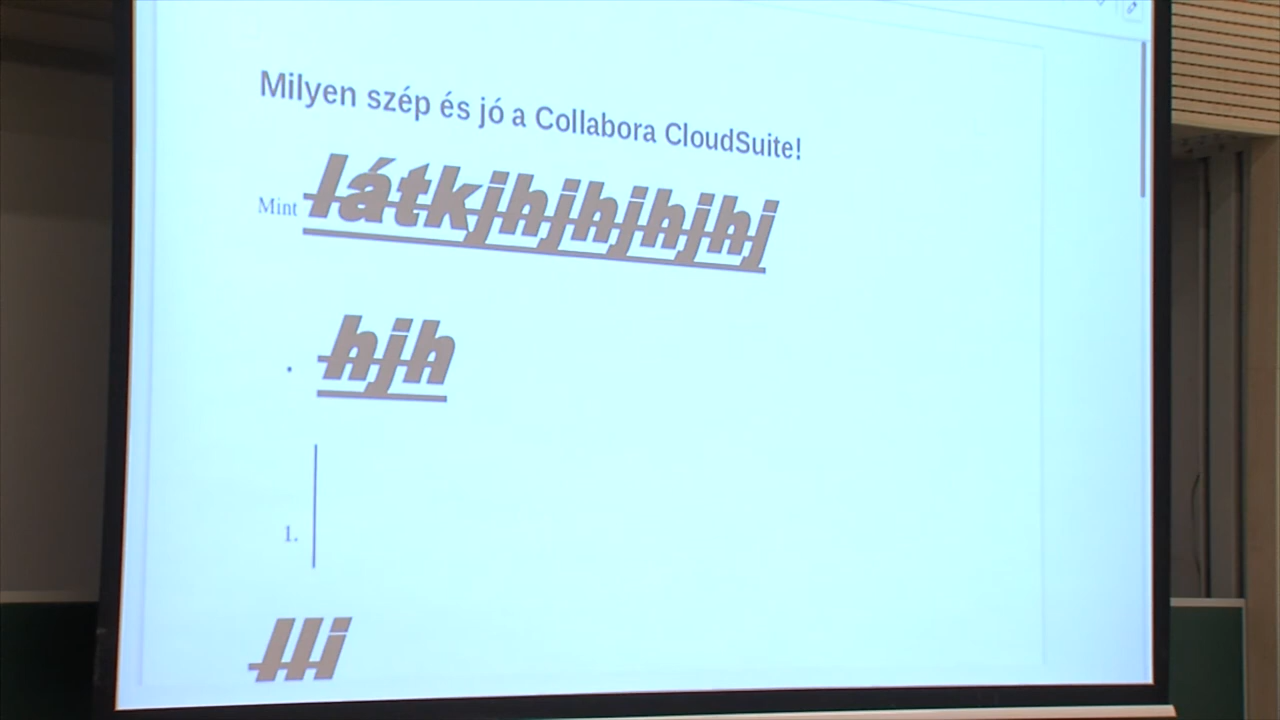 Milyen szép és jó a Collabora CloudSuite!
Mint látkjhjhjhjhj
• hjh
1.
lli